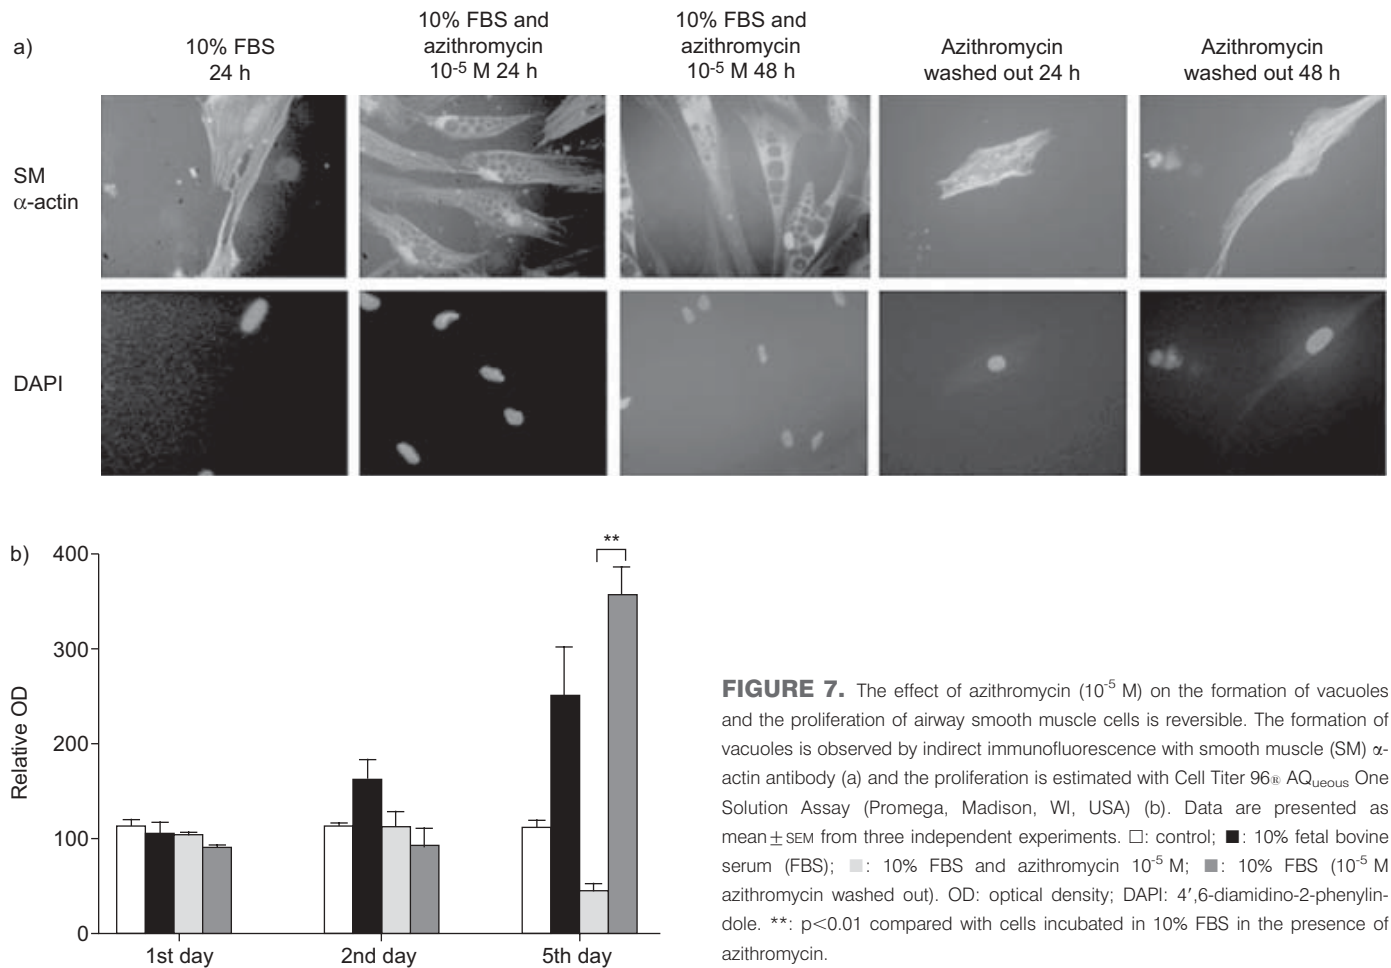 a)
10% FBS
24 h
10% FBS and
azithromycin
10⁻⁵ M 24 h
10% FBS and
azithromycin
10⁻⁵ M 48 h
Azithromycin
washed out 24 h
Azithromycin
washed out 48 h
SM
α-actin
DAPI
b)
400
300
200
100
0
Relative OD
**
1st day
2nd day
5th day
FIGURE 7. The effect of azithromycin (10⁻⁵ M) on the formation of vacuoles
and the proliferation of airway smooth muscle cells is reversible. The formation of
vacuoles is observed by indirect immunofluorescence with smooth muscle (SM) α-
actin antibody (a) and the proliferation is estimated with Cell Titer 96® AQueous One
Solution Assay (Promega, Madison, WI, USA) (b). Data are presented as
mean±SEM from three independent experiments. □: control; ■: 10% fetal bovine
serum (FBS); ■: 10% FBS and azithromycin 10⁻⁵ M; ■: 10% FBS (10⁻⁵ M
azithromycin washed out). OD: optical density; DAPI: 4′,6-diamidino-2-phenylin-
dole. **: p<0.01 compared with cells incubated in 10% FBS in the presence of
azithromycin.